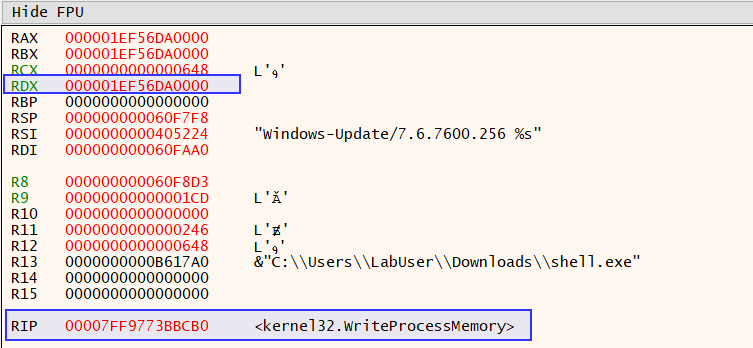 Hide FPU
RAX 000001EF56DA0000
RBX 000001EF56DA0000
RCX 0000000000000648 L'و'
RDX 000001EF56DA0000
RBP 0000000000000000
RSP 000000000060F7F8
RSI 0000000000405224 "Windows-Update/7.6.7600.256 %s"
RDI 000000000060FAA0
R8 000000000060F8D3
R9 00000000000001CD L'Ǎ'
R10 0000000000000000
R11 0000000000000246 L'Ɇ'
R12 0000000000000648 L'و'
R13 0000000000B617A0 &"C:\\Users\\LabUser\\Downloads\\shell.exe"
R14 0000000000000000
R15 0000000000000000
RIP 00007FF9773BBCB0 <kernel32.WriteProcessMemory>